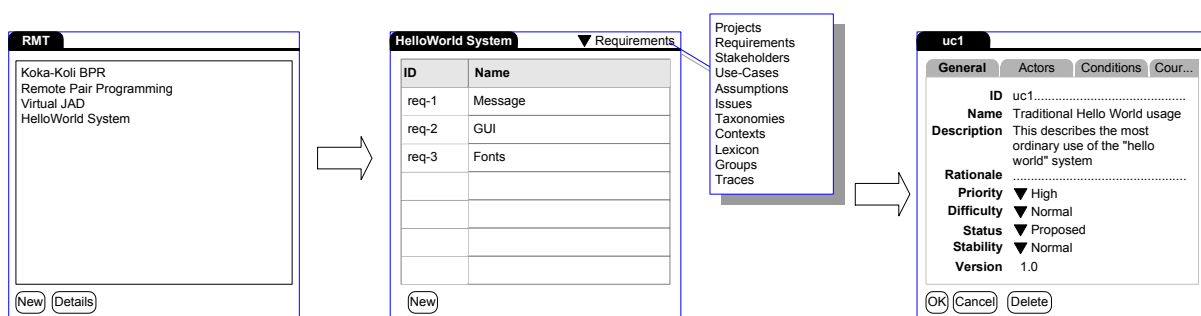 RMT
Koka-Koli BPR
Remote Pair Programming
Virtual JAD
HelloWorld System
New Details
HelloWorld System ▼ Requirements
ID Name
req-1 Message
req-2 GUI
req-3 Fonts
New
Projects
Requirements
Stakeholders
Use-Cases
Assumptions
Issues
Taxonomies
Contexts
Lexicon
Groups
Traces
uc1
General Actors Conditions Cour...
ID uc1..........................................
Name Traditional Hello World usage
Description This describes the most
ordinary use of the "hello
world" system
Rationale ................................................
Priority ▼ High
Difficulty ▼ Normal
Status ▼ Proposed
Stability ▼ Normal
Version 1.0
OK Cancel Delete